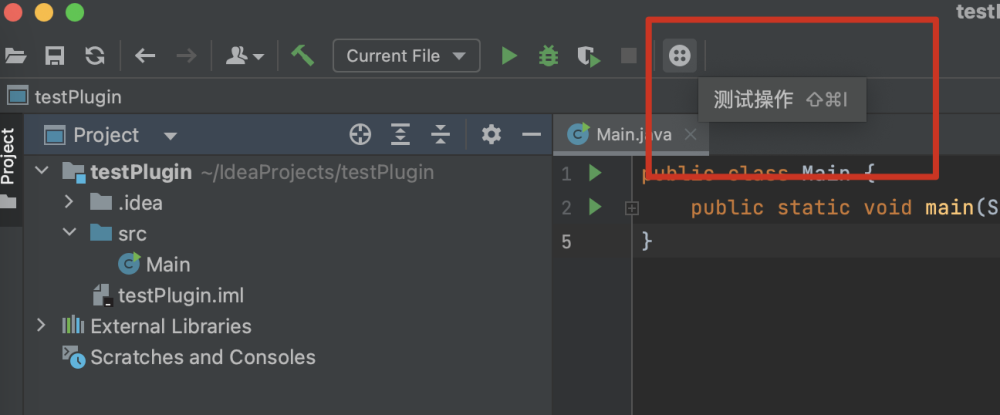 testP
Current File
测试操作 ⇧⌘I
testPlugin
Project
Project
Main.java
testPlugin ~/IdeaProjects/testPlugin
.idea
src
Main
testPlugin.iml
External Libraries
Scratches and Consoles
1 public class Main {
2 public static void main(S
5 }